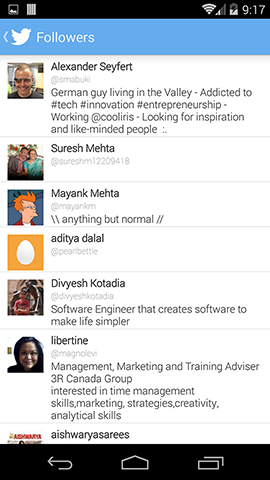 9:17
Followers
Alexander Seyfert
@smabuki
German guy living in the Valley - Addicted to
#tech #innovation #entrepreneurship -
Working @cooliris - Looking for inspiration
and like-minded people :.
Suresh Mehta
@sureshm12209418
Mayank Mehta
@mayankm
\\ anything but normal //
aditya dalal
@pearlbettle
Divyesh Kotadia
@divyeshkotadia
Software Engineer that creates software to
make life simpler
libertine
@magnolevi
Management, Marketing and Training Adviser
3R Canada Group
interested in time management
skills,marketing, strategies,creativity,
analytical skills
AISHWARYA
aishwaryasarees